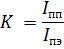 K = Iпп / Iпэ